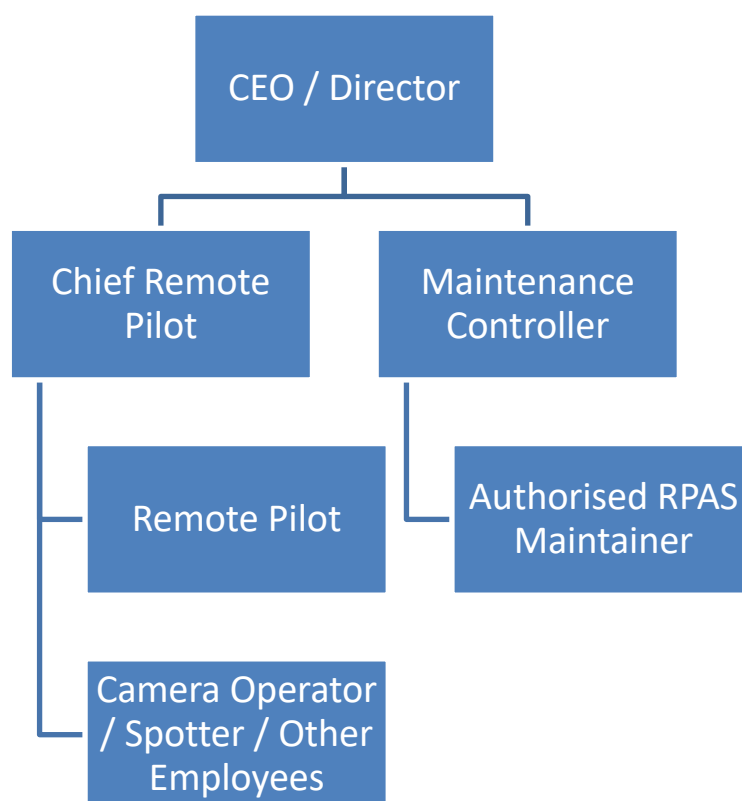 CEO / Director
Chief Remote
Pilot
Maintenance
Controller
Remote Pilot
Authorised RPAS
Maintainer
Camera Operator
/ Spotter / Other
Employees